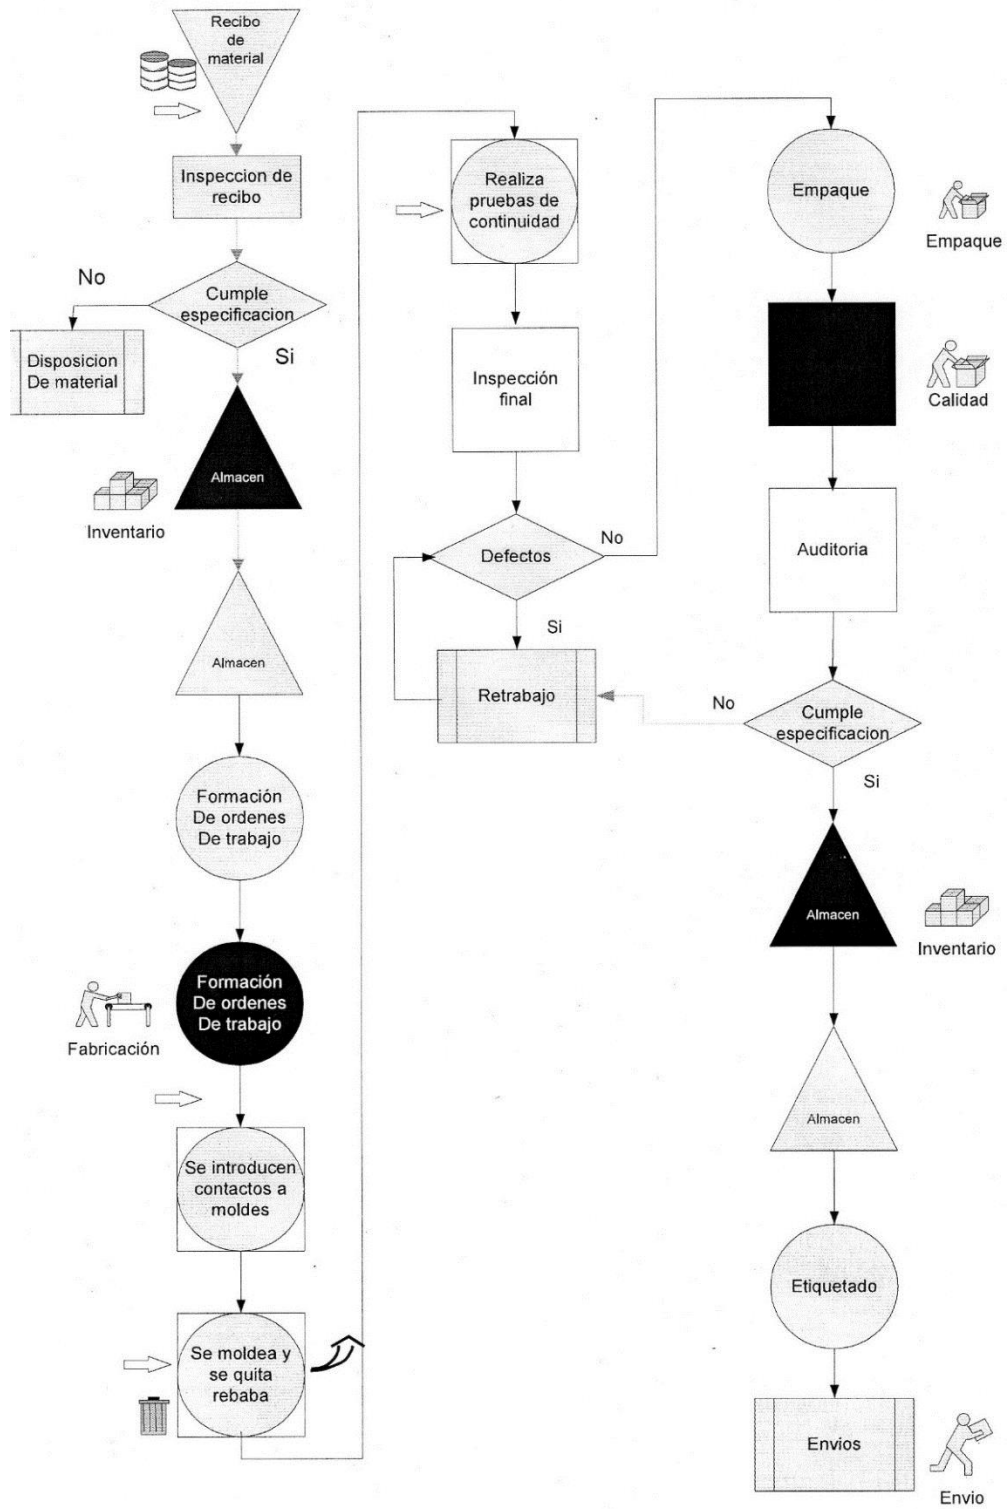 Recibo
de
material
Inspeccion de
recibo
No
Cumple
especificacion
Si
Disposicion
De material
Almacen
Inventario
Almacen
Formación
De ordenes
De trabajo
Formación
De ordenes
De trabajo
Fabricación
Se introducen
contactos a
moldes
Se moldea y
se quita
rebaba
Realiza
pruebas de
continuidad
Inspección
final
Defectos
No
Si
Retrabajo
Empaque
Empaque
Calidad
Auditoria
No
Cumple
especificacion
Si
Almacen
Inventario
Almacen
Etiquetado
Envios
Envio